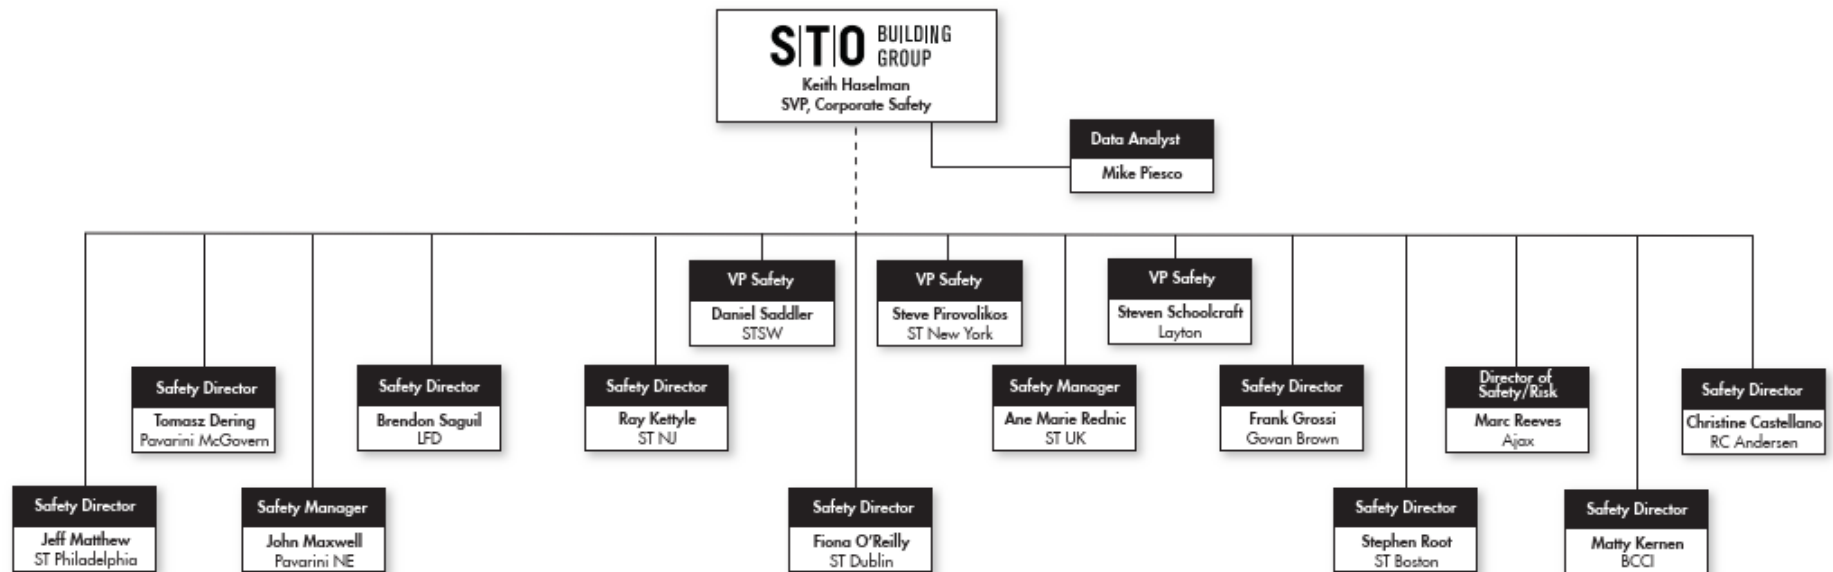 S|T|O BUILDING
GROUP
Keith Haselman
SVP, Corporate Safety
Data Analyst
Mike Piesco
VP Safety
Daniel Saddler
STSW
VP Safety
Steve Pirovolikos
ST New York
VP Safety
Steven Schoolcraft
Layton
Safety Director
Tomasz Dering
Pavarini McGovern
Safety Director
Brendon Saguil
LFD
Safety Director
Ray Kettyle
ST NJ
Safety Manager
Ane Marie Rednic
ST UK
Safety Director
Frank Grossi
Govan Brown
Director of
Safety/Risk
Marc Reeves
Ajax
Safety Director
Christine Castellano
RC Andersen
Safety Director
Jeff Matthew
ST Philadelphia
Safety Manager
John Maxwell
Pavarini NE
Safety Director
Fiona O'Reilly
ST Dublin
Safety Director
Stephen Root
ST Boston
Safety Director
Matty Kernen
BCCI